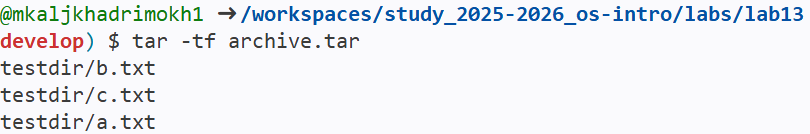 @mkaljkhadrimokh1 ➜/workspaces/study_2025-2026_os-intro/labs/lab13
develop) $ tar -tf archive.tar
testdir/b.txt
testdir/c.txt
testdir/a.txt